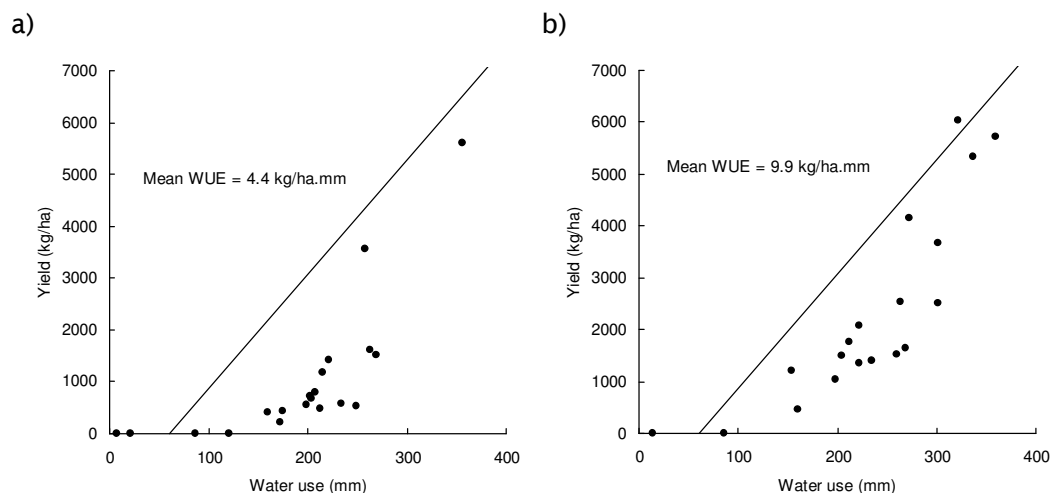 a)
7000
6000
5000
4000
3000
2000
1000
0
Yield (kg/ha)
Mean WUE = 4.4 kg/ha.mm
0 100 200 300 400
Water use (mm)
b)
7000
6000
5000
4000
3000
2000
1000
0
Yield (kg/ha)
Mean WUE = 9.9 kg/ha.mm
0 100 200 300 400
Water use (mm)